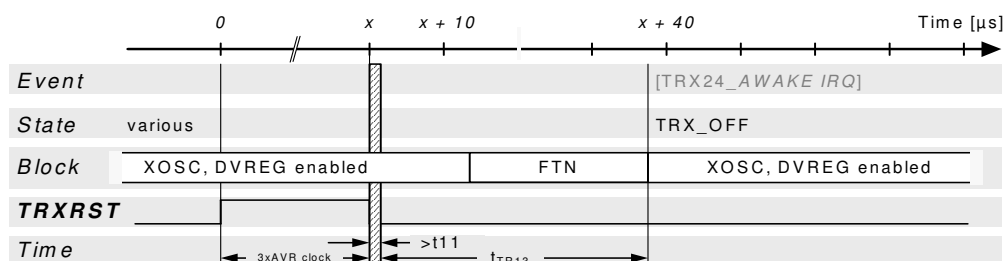 0 x x + 10 x + 40 Time [µs]
Event [TRX24_AWAKE IRQ]
State various TRX_OFF
Block XOSC, DVREG enabled FTN XOSC, DVREG enabled
TRXRST
Time >t11
3xAVR clock tTR13